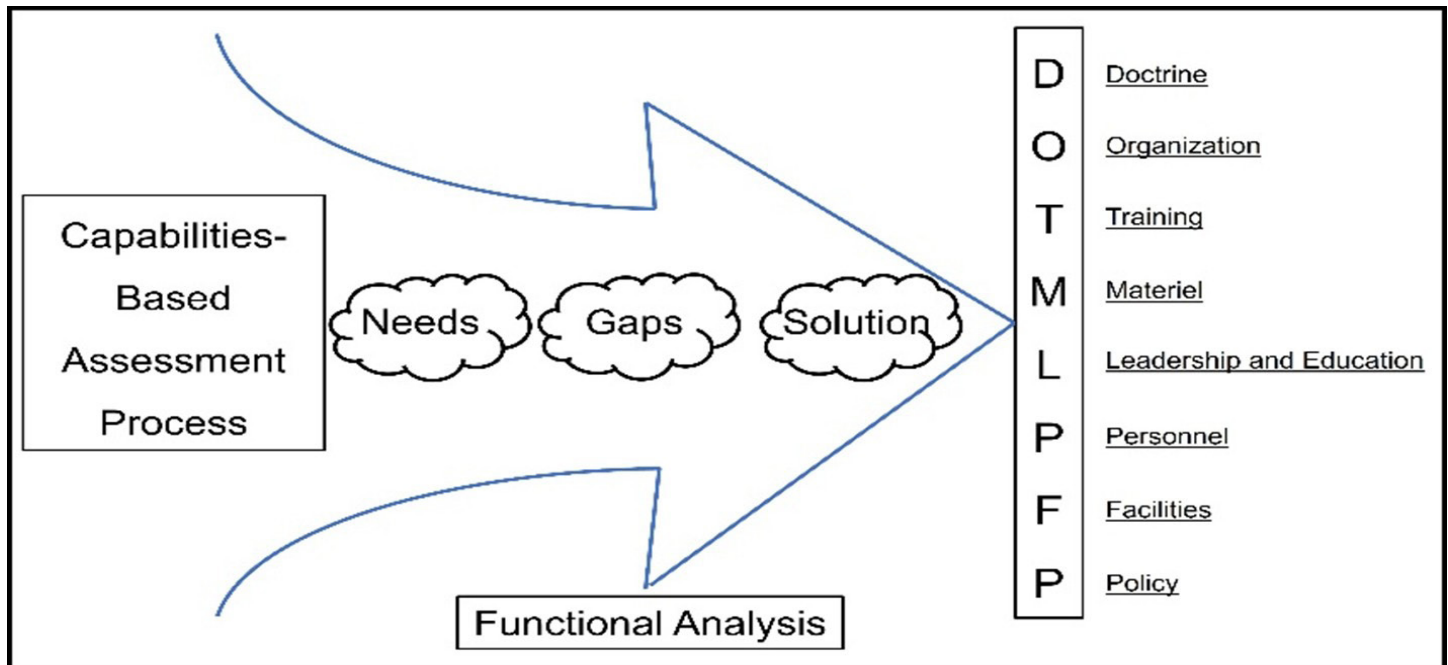 Capabilities-
Based
Assessment
Process
Needs
Gaps
Solution
Functional Analysis
D Doctrine
O Organization
T Training
M Materiel
L Leadership and Education
P Personnel
F Facilities
P Policy